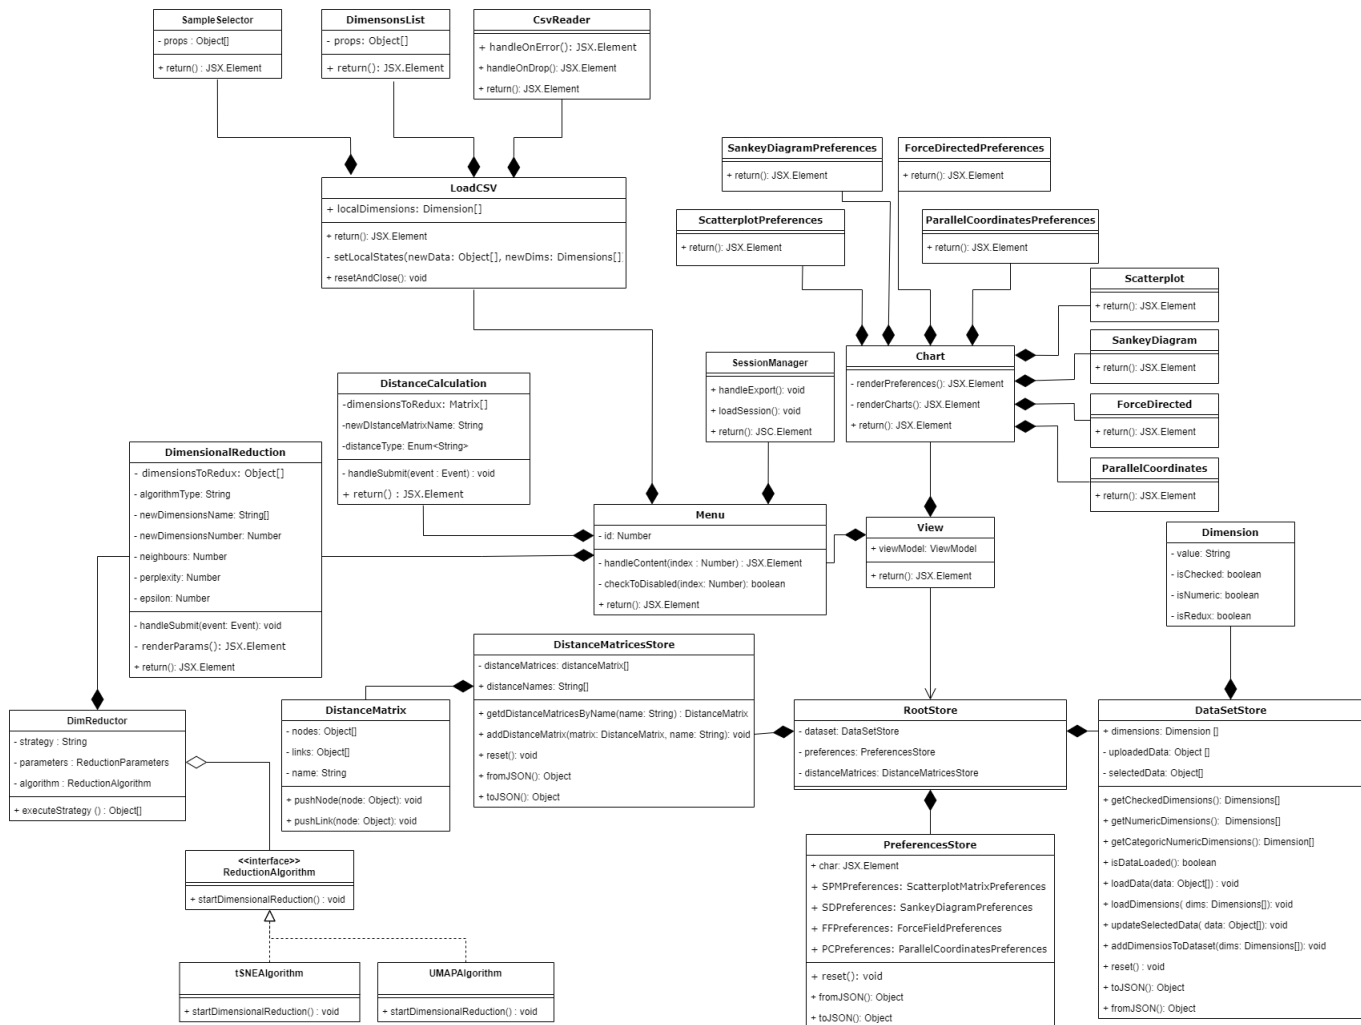 SampleSelector
- props : Object[]
+ return() : JSX.Element
DimensonsList
- props: Object[]
+ return(): JSX.Element
CsvReader
+ handleOnError(): JSX.Element
+ handleOnDrop(): JSX.Element
+ return(): JSX.Element
LoadCSV
+ localDimensions: Dimension[]
+ return(): JSX.Element
- setLocalStates(newData: Object[], newDims: Dimensions[])
+ resetAndClose(): void
SankeyDiagramPreferences
+ return(): JSX.Element
ForceDirectedPreferences
+ return(): JSX.Element
ScatterplotPreferences
+ return(): JSX.Element
ParallelCoordinatesPreferences
+ return(): JSX.Element
Scatterplot
+ return(): JSX.Element
SankeyDiagram
+ return(): JSX.Element
ForceDirected
+ return(): JSX.Element
ParallelCoordinates
+ return(): JSX.Element
Chart
- renderPreferences(): JSX.Element
- renderCharts(): JSX.Element
+ return(): JSX.Element
SessionManager
+ handleExport(): void
+ loadSession(): void
+ return(): JSC.Element
DistanceCalculation
-dimensionsToRedux: Matrix[]
-newDIstanceMatrixName: String
-distanceType: Enum<String>
- handleSubmit(event : Event) : void
+ return() : JSX.Element
DimensionalReduction
- dimensionsToRedux: Object[]
- algorithmType: String
- newDimensionsName: String[]
- newDimensionsNumber: Number
- neighbours: Number
- perplexity: Number
- epsilon: Number
- handleSubmit(event: Event): void
- renderParams(): JSX.Element
+ return(): JSX.Element
Menu
- id: Number
- handleContent(index : Number) : JSX.Element
- checkToDisabled(index: Number): boolean
+ return(): JSX.Element
View
+ viewModel: ViewModel
+ return(): JSX.Element
Dimension
- value: String
- isChecked: boolean
- isNumeric: boolean
- isRedux: boolean
DistanceMatricesStore
- distanceMatrices: distanceMatrix[]
+ distanceNames: String[]
+ getdDistanceMatricesByName(name: String) : DistanceMatrix
+ addDistanceMatrix(matrix: DistanceMatrix, name: String): void
+ reset(): void
+ fromJSON(): Object
+ toJSON(): Object
DistanceMatrix
- nodes: Object[]
- links: Object[]
- name: String
+ pushNode(node: Object): void
+ pushLink(node: Object): void
DimReductor
- strategy : String
- parameters : ReductionParameters
- algorithm : ReductionAlgorithm
+ executeStrategy () : Object[]
RootStore
- dataset: DataSetStore
- preferences: PreferencesStore
- distanceMatrices: DistanceMatricesStore
DataSetStore
+ dimensions: Dimension []
- uploadedData: Object []
- selectedData: Object[]
+ getCheckedDimensions(): Dimensions[]
+ getNumericDimensions(): Dimensions[]
+ getCategoricNumericDimensions(): Dimension[]
+ isDataLoaded(): boolean
+ loadData(data: Object[]) : void
+ loadDimensions( dims: Dimensions[]): void
+ updateSelectedData( data: Object[]): void
+ addDimensiosToDataset(dims: Dimensions[]): void
+ reset() : void
+ toJSON(): Object
+ fromJSON(): Object
PreferencesStore
+ char: JSX.Element
+ SPMPreferences: ScatterplotMatrixPreferences
+ SDPreferences: SankeyDiagramPreferences
+ FFPreferences: ForceFieldPreferences
+ PCPreferences: ParallelCoordinatesPreferences
+ reset(): void
+ fromJSON(): Object
+ toJSON(): Object
<<interface>>
ReductionAlgorithm
+ startDimensionalReduction() : void
tSNEAlgorithm
+ startDimensionalReduction() : void
UMAPAlgorithm
+ startDimensionalReduction() : void